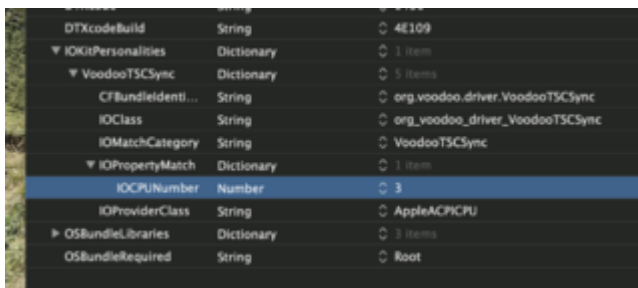 DTXcodeBuild String 4E109
IOKitPersonalities Dictionary 1 item
VoodooTSCSync Dictionary 5 items
CFBundleIdenti... String org.voodoo.driver.VoodooTSCSync
IOClass String org_voodoo_driver_VoodooTSCSync
IOMatchCategory String VoodooTSCSync
IOPropertyMatch Dictionary 1 item
IOCPUNumber Number 3
IOProviderClass String AppleACPICPU
OSBundleLibraries Dictionary 3 items
OSBundleRequired String Root